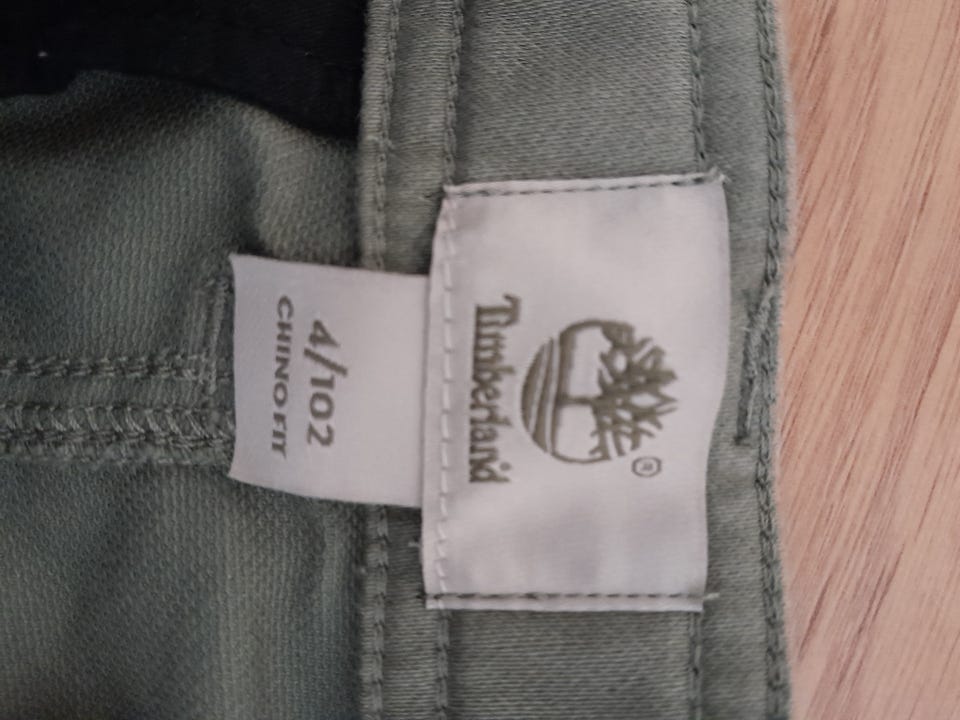 ®
Timberland
4/102
CHINO FIT